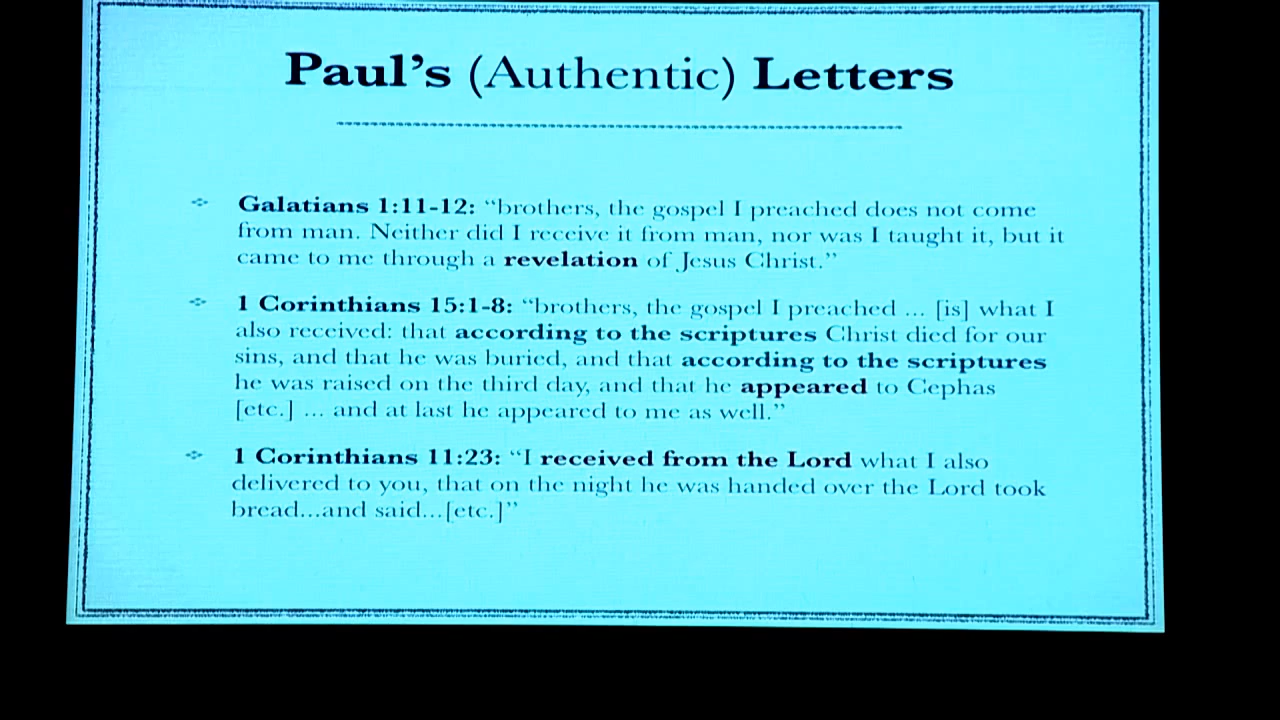 Paul’s (Authentic) Letters
Galatians 1:11-12: “brothers, the gospel I preached does not come
from man. Neither did I receive it from man, nor was I taught it, but it
came to me through a revelation of Jesus Christ.”
1 Corinthians 15:1-8: “brothers, the gospel I preached ... [is] what I
also received: that according to the scriptures Christ died for our
sins, and that he was buried, and that according to the scriptures
he was raised on the third day, and that he appeared to Cephas
[etc.] ... and at last he appeared to me as well.”
1 Corinthians 11:23: “I received from the Lord what I also
delivered to you, that on the night he was handed over the Lord took
bread...and said...[etc.]”